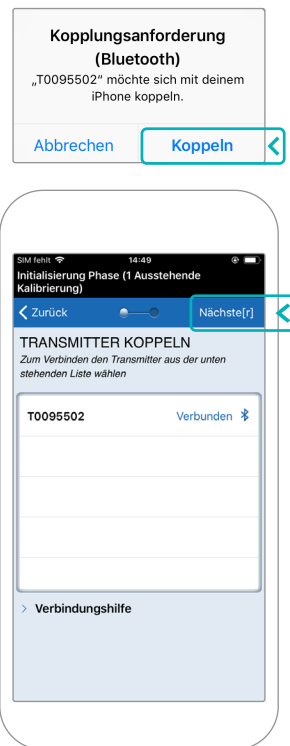 Kopplungsanforderung
(Bluetooth)
„T0095502“ möchte sich mit deinem
iPhone koppeln.
Abbrechen Koppeln
SIM fehlt 14:49
Initialisierung Phase (1 Ausstehende
Kalibrierung)
Zurück Nächste[r]
TRANSMITTER KOPPELN
Zum Verbinden den Transmitter aus der unten
stehenden Liste wählen
T0095502 Verbunden
Verbindungshilfe